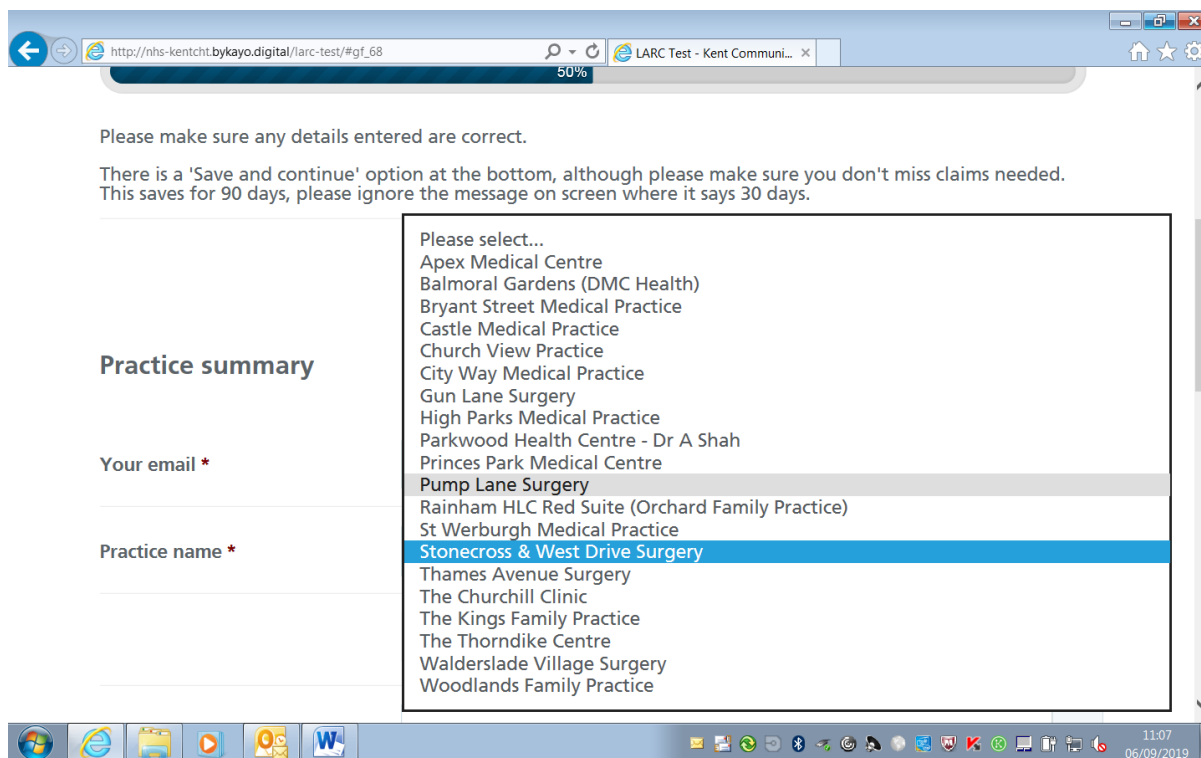 http://nhs-kentcht.bykayo.digital/larc-test/#gf_68
LARC Test - Kent Communi...
50%
Please make sure any details entered are correct.
There is a 'Save and continue' option at the bottom, although please make sure you don't miss claims needed.
This saves for 90 days, please ignore the message on screen where it says 30 days.
Please select...
Apex Medical Centre
Balmoral Gardens (DMC Health)
Bryant Street Medical Practice
Castle Medical Practice
Church View Practice
Practice summary
City Way Medical Practice
Gun Lane Surgery
High Parks Medical Practice
Parkwood Health Centre - Dr A Shah
Your email *
Princes Park Medical Centre
Pump Lane Surgery
Rainham HLC Red Suite (Orchard Family Practice)
St Werburgh Medical Practice
Practice name *
Stonecross & West Drive Surgery
Thames Avenue Surgery
The Churchill Clinic
The Kings Family Practice
The Thorndike Centre
Walderslade Village Surgery
Woodlands Family Practice
11:07
06/09/2019